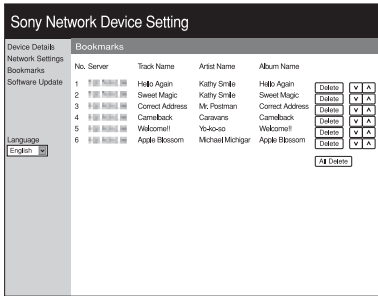 Sony Network Device Setting
Device Details
Network Settings
Bookmarks
Software Update
Language
English
Bookmarks
No. Server Track Name Artist Name Album Name
1 Hello Again Kathy Smile Hello Again Delete v ʌ
2 Sweet Magic Kathy Smile Sweet Magic Delete v ʌ
3 Correct Address Mr. Postman Correct Address Delete v ʌ
4 Camelback Caravans Camelback Delete v ʌ
5 Welcome!! Yo-ko-so Welcome!! Delete v ʌ
6 Apple Blossom Michael Michigar Apple Blossom Delete v ʌ
All Delete